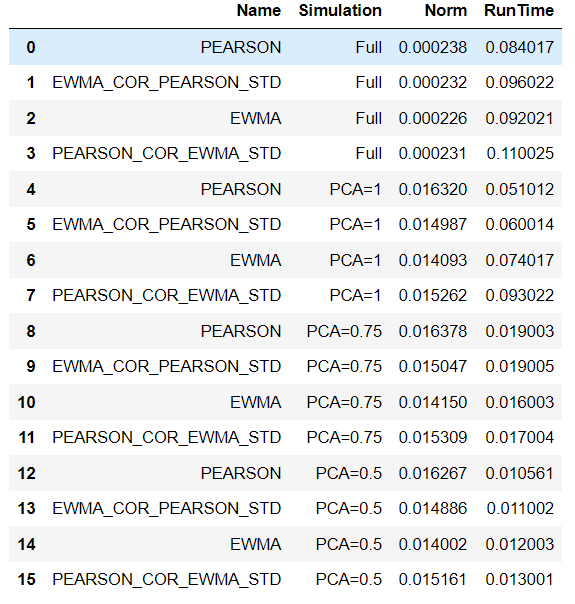 Name Simulation Norm RunTime
0 PEARSON Full 0.000238 0.084017
1 EWMA_COR_PEARSON_STD Full 0.000232 0.096022
2 EWMA Full 0.000226 0.092021
3 PEARSON_COR_EWMA_STD Full 0.000231 0.110025
4 PEARSON PCA=1 0.016320 0.051012
5 EWMA_COR_PEARSON_STD PCA=1 0.014987 0.060014
6 EWMA PCA=1 0.014093 0.074017
7 PEARSON_COR_EWMA_STD PCA=1 0.015262 0.093022
8 PEARSON PCA=0.75 0.016378 0.019003
9 EWMA_COR_PEARSON_STD PCA=0.75 0.015047 0.019005
10 EWMA PCA=0.75 0.014150 0.016003
11 PEARSON_COR_EWMA_STD PCA=0.75 0.015309 0.017004
12 PEARSON PCA=0.5 0.016267 0.010561
13 EWMA_COR_PEARSON_STD PCA=0.5 0.014886 0.011002
14 EWMA PCA=0.5 0.014002 0.012003
15 PEARSON_COR_EWMA_STD PCA=0.5 0.015161 0.013001